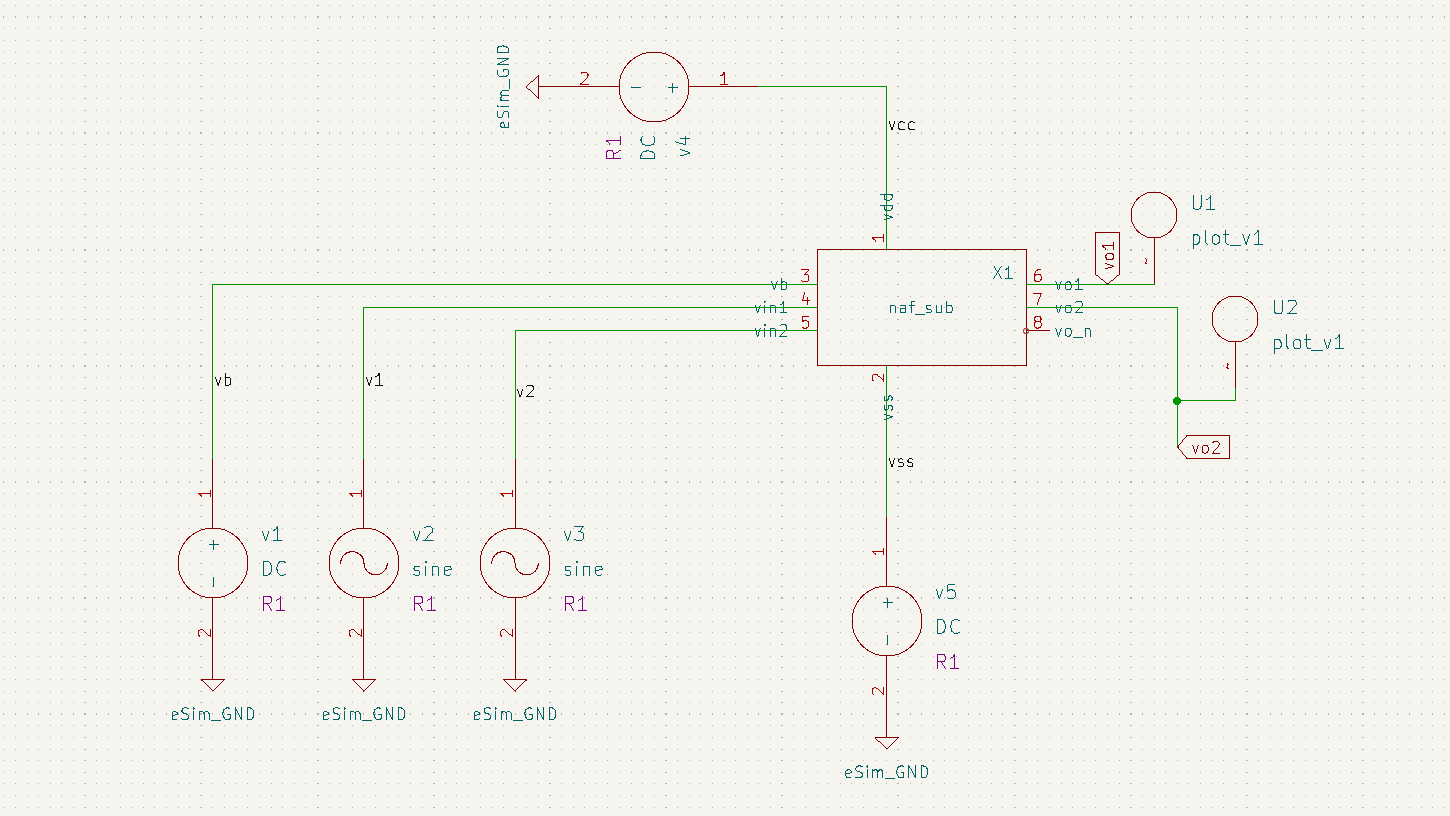 eSim_GND
2
1
− +
R1
DC
v4
vcc
vdd
1
U1
plot_v1
~
vo1
X1
naf_sub
vb
3
vin1
4
vin2
5
6
vo1
7
vo2
8
vo_n
U2
plot_v1
~
vo2
2
vss
vss
vb
v1
v2
1
+
−
v1
DC
R1
2
eSim_GND
1
v2
sine
R1
2
eSim_GND
1
v3
sine
R1
2
eSim_GND
1
+
−
v5
DC
R1
2
eSim_GND